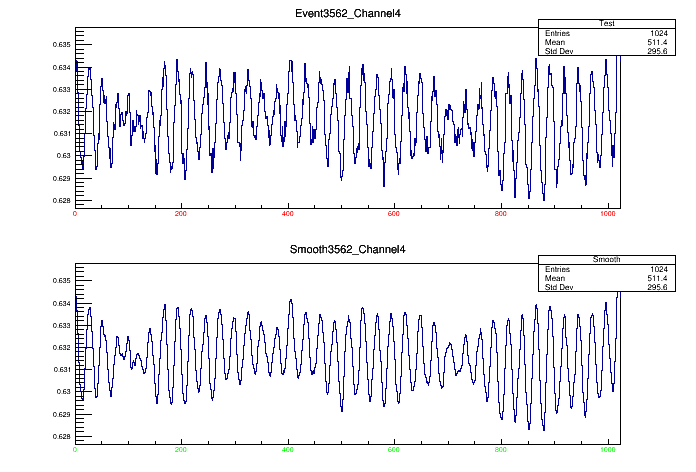 Event3562_Channel4
Test
Entries 1024
Mean 511.4
Std Dev 295.6
0.635
0.634
0.633
0.632
0.631
0.63
0.629
0.628
0 200 400 600 800 1000
Smooth3562_Channel4
Smooth
Entries 1024
Mean 511.4
Std Dev 295.6
0.635
0.634
0.633
0.632
0.631
0.63
0.629
0.628
0 200 400 600 800 1000